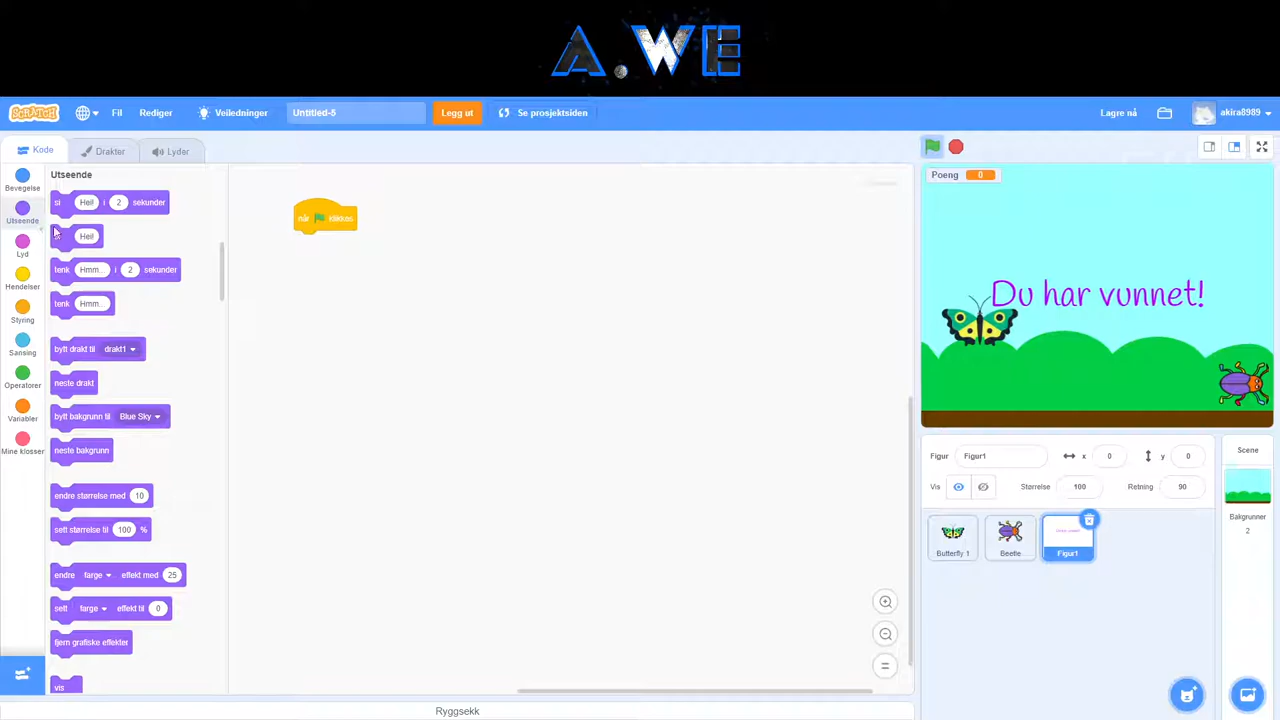 A.WE
SCRATCH
Fil
Rediger
Veiledninger
Untitled-5
Legg ut
Se prosjektsiden
Lagre nå
akira8989
Kode
Drakter
Lyder
Bevegelse
Utseende
Lyd
Hendelser
Styring
Sansing
Operatorer
Variabler
Mine klosser
Utseende
si Hei! i 2 sekunder
Hei!
tenk Hmm... i 2 sekunder
tenk Hmm...
bytt drakt til drakt1
neste drakt
bytt bakgrunn til Blue Sky
neste bakgrunn
endre størrelse med 10
sett størrelse til 100 %
endre farge effekt med 25
sett farge effekt til 0
fjern grafiske effekter
vis
når klikkes
Poeng 0
Du har vunnet!
Figur Figur1 x 0 y 0
Vis Størrelse 100 Retning 90
Butterfly 1
Beetle
Figur1
Scene
Bakgrunner
2
Ryggsekk